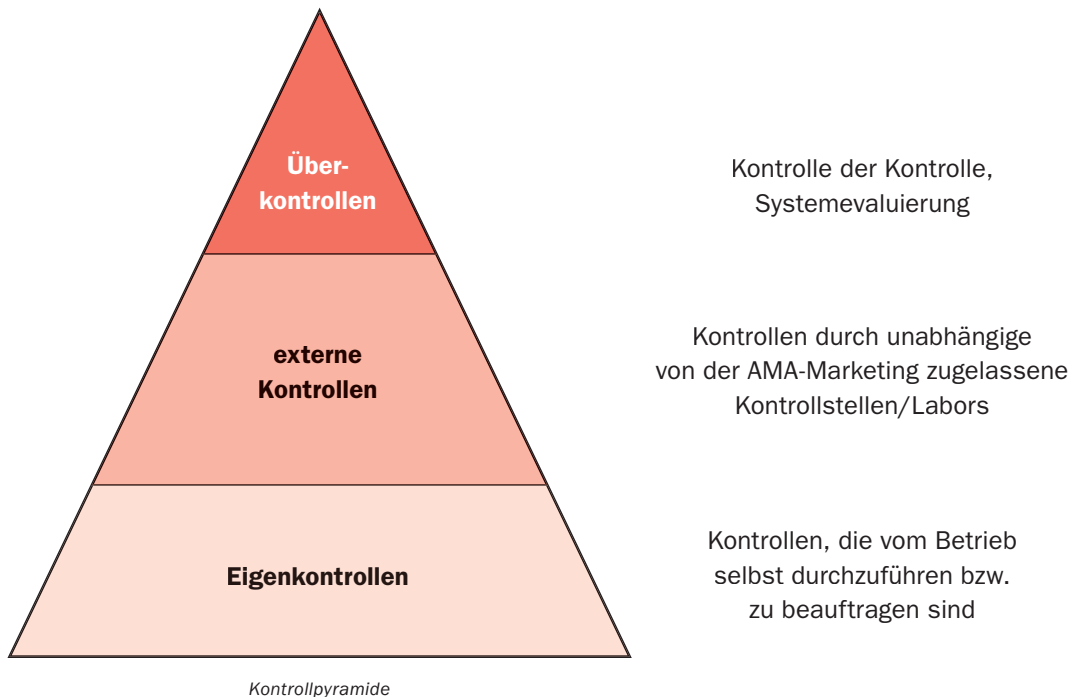 Über-
kontrollen
Kontrolle der Kontrolle,
Systemevaluierung
externe
Kontrollen
Kontrollen durch unabhängige
von der AMA-Marketing zugelassene
Kontrollstellen/Labors
Eigenkontrollen
Kontrollen, die vom Betrieb
selbst durchzuführen bzw.
zu beauftragen sind
Kontrollpyramide